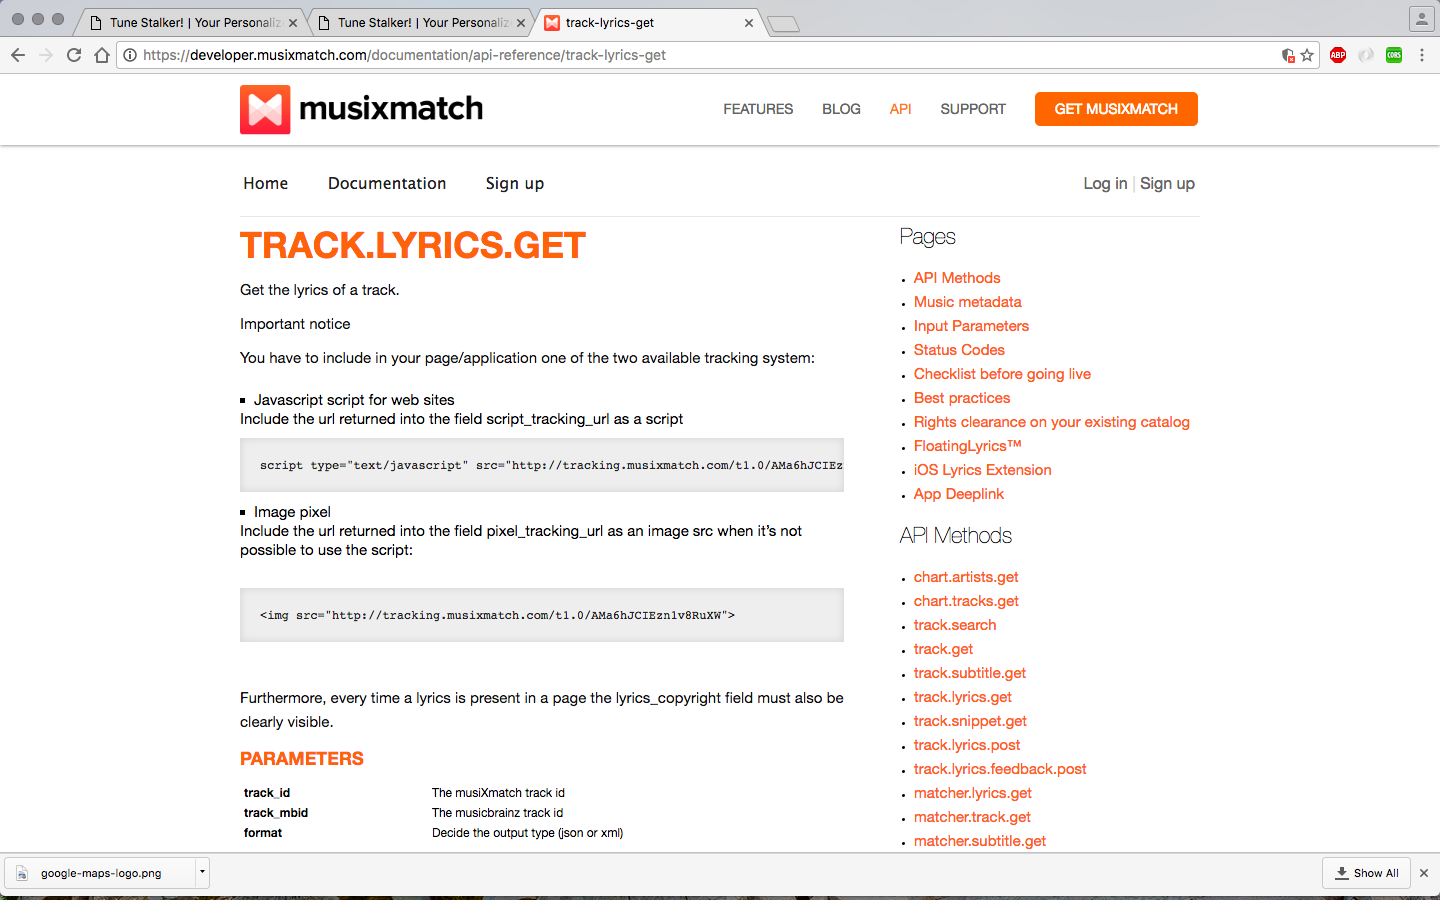 Tune Stalker! | Your Personaliz
Tune Stalker! | Your Personaliz
track-lyrics-get
https://developer.musixmatch.com/documentation/api-reference/track-lyrics-get
ABP
CORS
musixmatch
FEATURES
BLOG
API
SUPPORT
GET MUSIXMATCH
Home
Documentation
Sign up
Log in | Sign up
TRACK.LYRICS.GET
Get the lyrics of a track.
Important notice
You have to include in your page/application one of the two available tracking system:
Javascript script for web sites
Include the url returned into the field script_tracking_url as a script
script type="text/javascript" src="http://tracking.musixmatch.com/t1.0/AMa6hJCIEz
Image pixel
Include the url returned into the field pixel_tracking_url as an image src when it's not
possible to use the script:
<img src="http://tracking.musixmatch.com/t1.0/AMa6hJCIEzn1v8RuXW">
Furthermore, every time a lyrics is present in a page the lyrics_copyright field must also be
clearly visible.
PARAMETERS
track_id The musiXmatch track id
track_mbid The musicbrainz track id
format Decide the output type (json or xml)
Pages
API Methods
Music metadata
Input Parameters
Status Codes
Checklist before going live
Best practices
Rights clearance on your existing catalog
FloatingLyrics™
iOS Lyrics Extension
App Deeplink
API Methods
chart.artists.get
chart.tracks.get
track.search
track.get
track.subtitle.get
track.lyrics.get
track.snippet.get
track.lyrics.post
track.lyrics.feedback.post
matcher.lyrics.get
matcher.track.get
matcher.subtitle.get
google-maps-logo.png
Show All